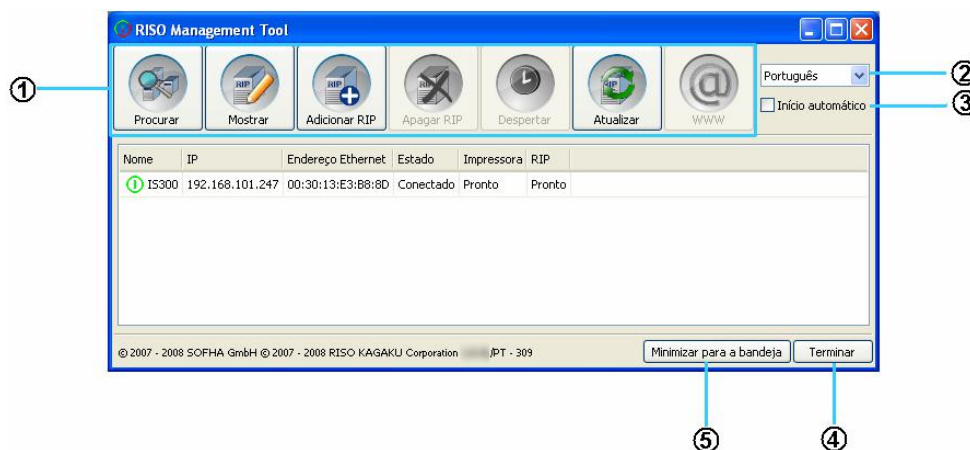 RISO Management Tool
①
Procurar
Mostrar
Adicionar RIP
Apagar RIP
Despertar
Atualizar
WWW
Português
②
Início automático
③
Nome IP Endereço Ethernet Estado Impressora RIP
IS300 192.168.101.247 00:30:13:E3:B8:8D Conectado Pronto Pronto
© 2007 - 2008 SOFHA GmbH © 2007 - 2008 RISO KAGAKU Corporation /PT - 309
Minimizar para a bandeja
Terminar
⑤
④